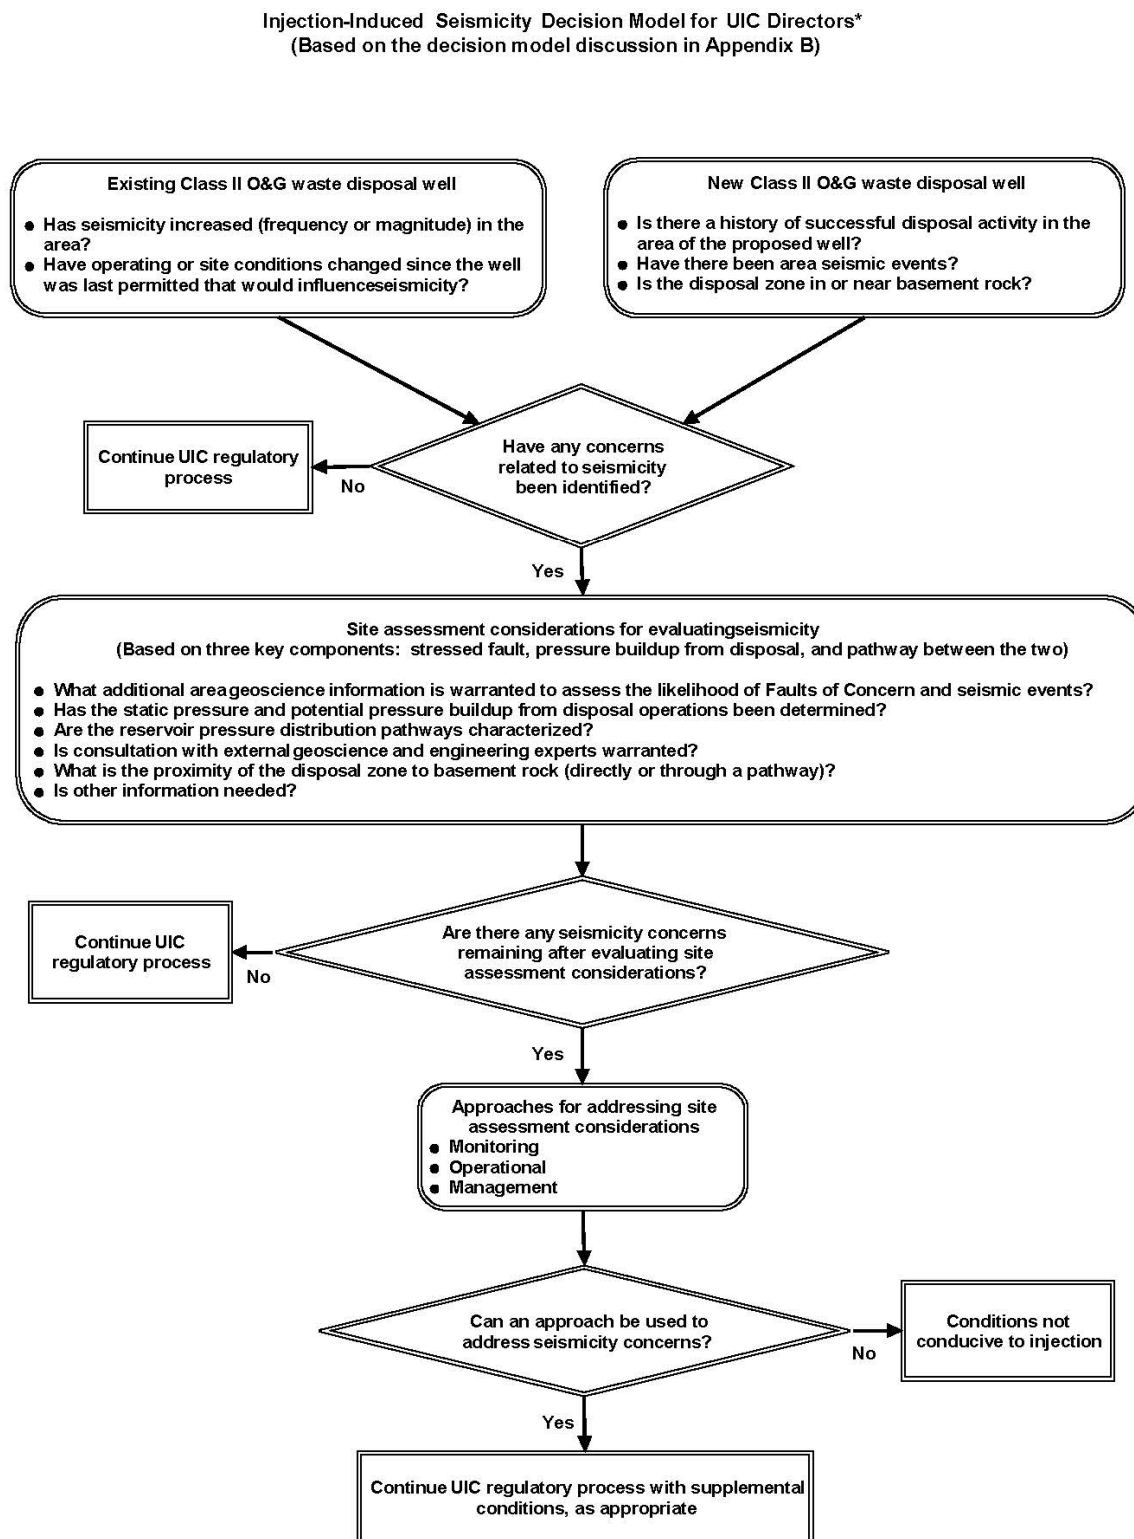 Injection-Induced Seismicity Decision Model for UIC Directors*
(Based on the decision model discussion in Appendix B)
Existing Class II O&G waste disposal well
● Has seismicity increased (frequency or magnitude) in the
area?
● Have operating or site conditions changed since the well
was last permitted that would influenceseismicity?
New Class II O&G waste disposal well
● Is there a history of successful disposal activity in the
area of the proposed well?
● Have there been area seismic events?
● Is the disposal zone in or near basement rock?
Have any concerns
related to seismicity
been identified?
No
Continue UIC regulatory
process
Yes
Site assessment considerations for evaluatingseismicity
(Based on three key components: stressed fault, pressure buildup from disposal, and pathway between the two)
● What additional area geoscience information is warranted to assess the likelihood of Faults of Concern and seismic events?
● Has the static pressure and potential pressure buildup from disposal operations been determined?
● Are the reservoir pressure distribution pathways characterized?
● Is consultation with external geoscience and engineering experts warranted?
● What is the proximity of the disposal zone to basement rock (directly or through a pathway)?
● Is other information needed?
Are there any seismicity concerns
remaining after evaluating site
assessment considerations?
No
Continue UIC
regulatory process
Yes
Approaches for addressing site
assessment considerations
● Monitoring
● Operational
● Management
Can an approach be used to
address seismicity concerns?
No
Conditions not
conducive to injection
Yes
Continue UIC regulatory process with supplemental
conditions, as appropriate